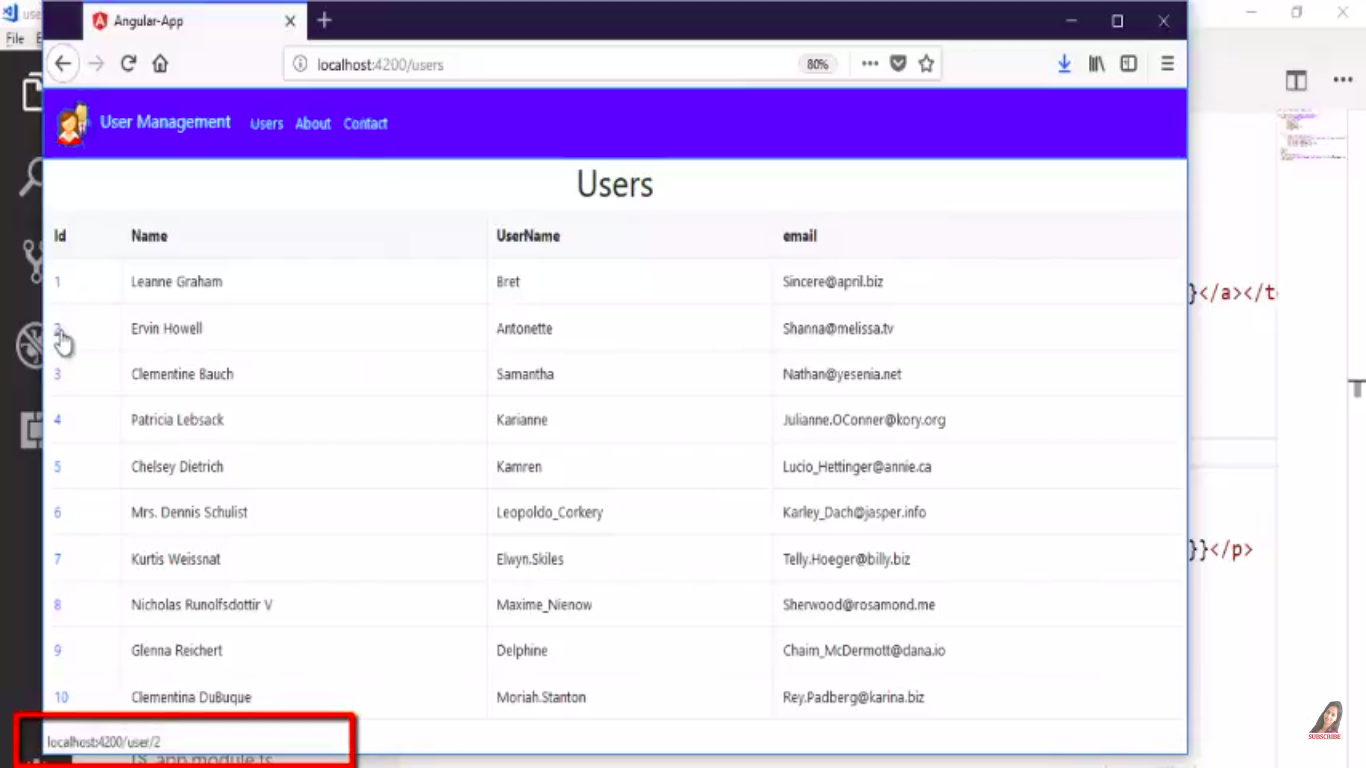 use
Angular-App
File E
localhost:4200/users
80%
User Management Users About Contact
Users
Id Name UserName email
1 Leanne Graham Bret Sincere@april.biz
}</a></t
2 Ervin Howell Antonette Shanna@melissa.tv
3 Clementine Bauch Samantha Nathan@yesenia.net
4 Patricia Lebsack Karianne Julianne.OConner@kory.org
5 Chelsey Dietrich Kamren Lucio_Hettinger@annie.ca
6 Mrs. Dennis Schulist Leopoldo_Corkery Karley_Dach@jasper.info
7 Kurtis Weissnat Elwyn.Skiles Telly.Hoeger@billy.biz
}}</p>
8 Nicholas Runolfsdottir V Maxime_Nienow Sherwood@rosamond.me
9 Glenna Reichert Delphine Chaim_McDermott@dana.io
10 Clementina DuBuque Moriah.Stanton Rey.Padberg@karina.biz
localhost:4200/user/2
SUBSCRIBE
TS app.module.ts